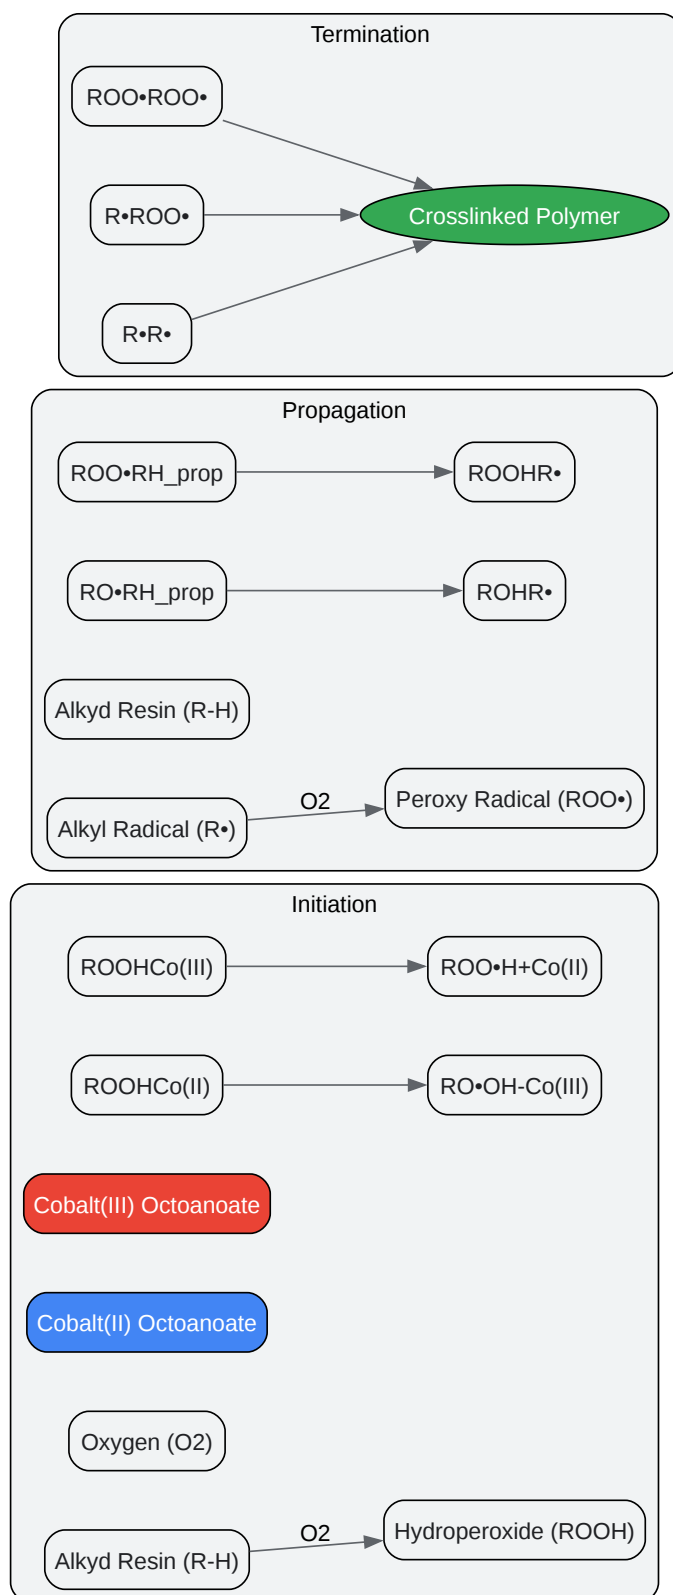 Termination
ROO•ROO•
R•ROO•
Crosslinked Polymer
R•R•
Propagation
ROO•RH_prop
ROOHR•
RO•RH_prop
ROHR•
Alkyd Resin (R-H)
Alkyl Radical (R•)
O2
Peroxy Radical (ROO•)
Initiation
ROOHCo(III)
ROO•H+Co(II)
ROOHCo(II)
RO•OH-Co(III)
Cobalt(III) Octoanoate
Cobalt(II) Octoanoate
Oxygen (O2)
Alkyd Resin (R-H)
O2
Hydroperoxide (ROOH)